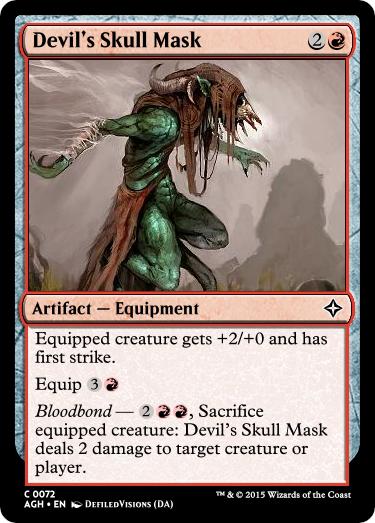 Devil's Skull Mask 2
Artifact — Equipment
Equipped creature gets +2/+0 and has
first strike.
Equip 3
Bloodbond — 2, Sacrifice
equipped creature: Devil's Skull Mask
deals 2 damage to target creature or
player.
C 0072
AGH • EN DEFILEDVISIONS (DA)
™ & © 2015 Wizards of the Coast